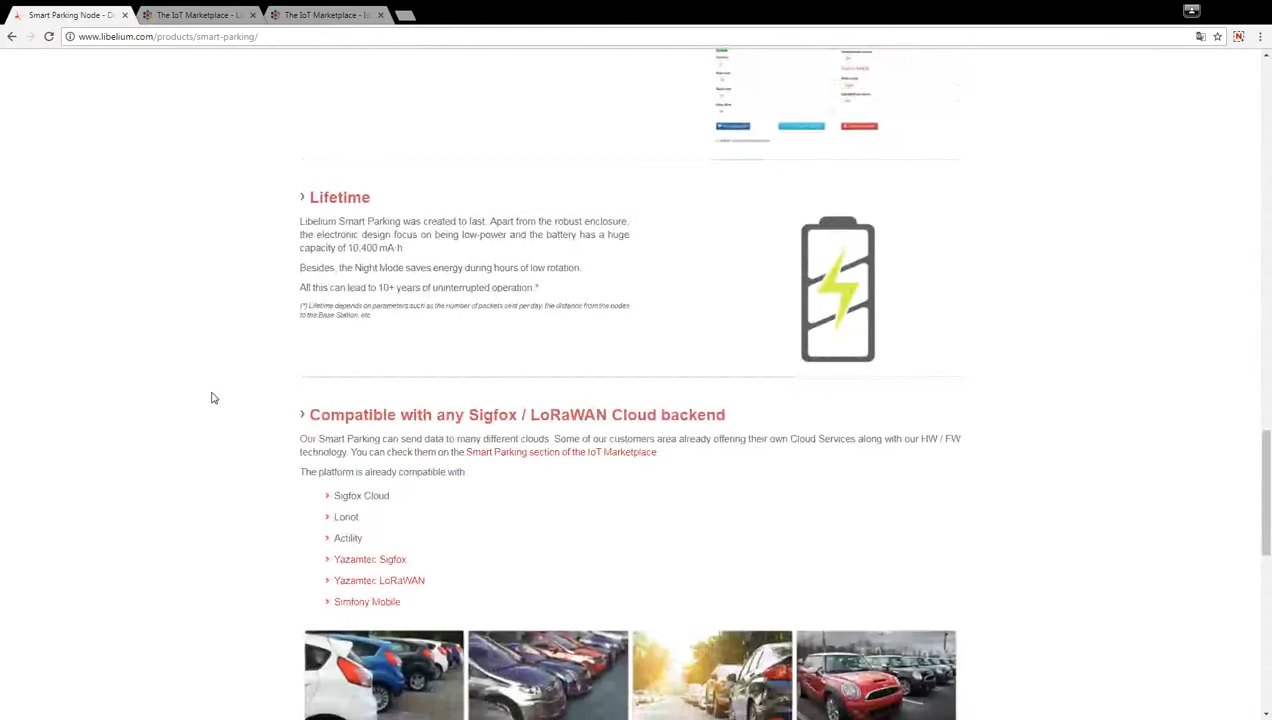 Smart Parking Node - D
The IoT Marketplace - L
The IoT Marketplace - Io
www.libelium.com/products/smart-parking/
› Lifetime
Libelium Smart Parking was created to last. Apart from the robust enclosure,
the electronic design focus on being low-power and the battery has a huge
capacity of 10,400 mA·h
Besides, the Night Mode saves energy during hours of low rotation.
All this can lead to 10+ years of uninterrupted operation.*
(*) Lifetime depends on parameters such as the number of packets sent per day, the distance from the nodes
to the Base Station, etc
› Compatible with any Sigfox / LoRaWAN Cloud backend
Our Smart Parking can send data to many different clouds. Some of our customers area already offering their own Cloud Services along with our HW / FW
technology. You can check them on the Smart Parking section of the IoT Marketplace
The platform is already compatible with
› Sigfox Cloud
› Loriot
› Actility
› Yazamtec Sigfox
› Yazamtec LoRaWAN
› Simfony Mobile